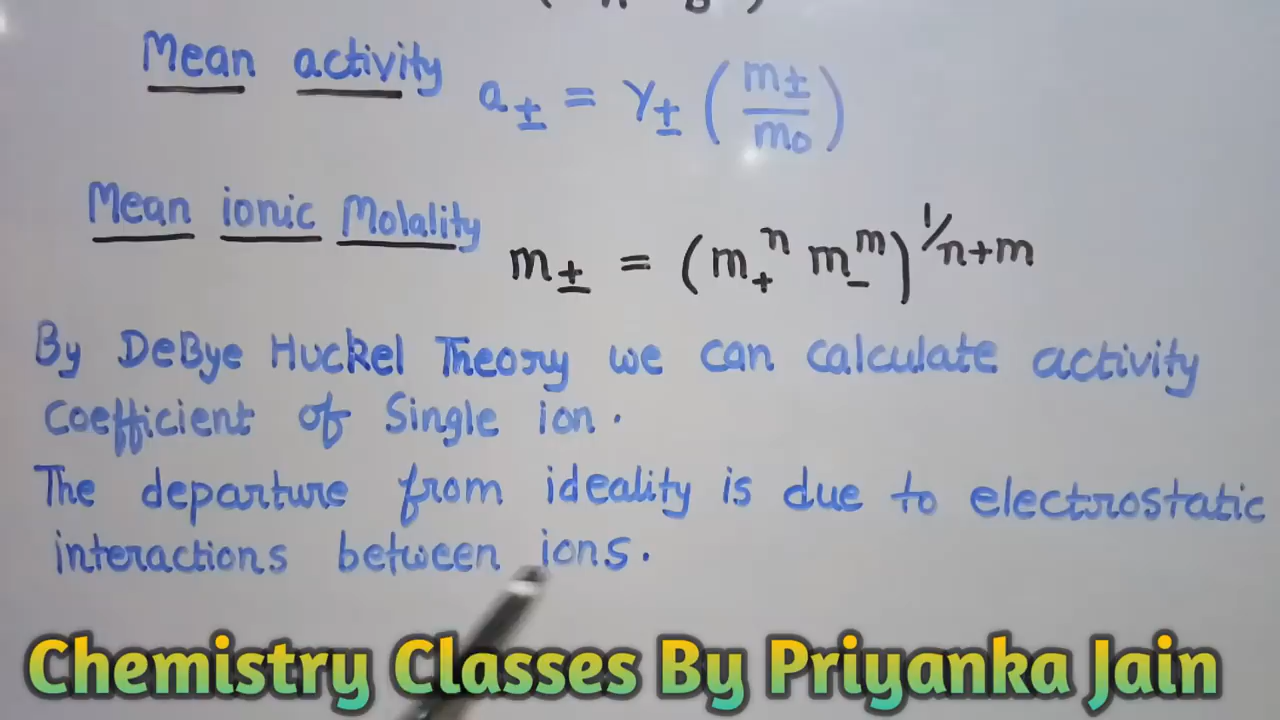 Mean activity a± = γ± (m±/m₀)
Mean ionic Molality m± = (m₊ⁿ m₋ᵐ)^1/n+m
By DeBye Huckel Theory we can calculate activity
Coefficient of Single ion.
The departure from ideality is due to electrostatic
interactions between ions.
Chemistry Classes By Priyanka Jain